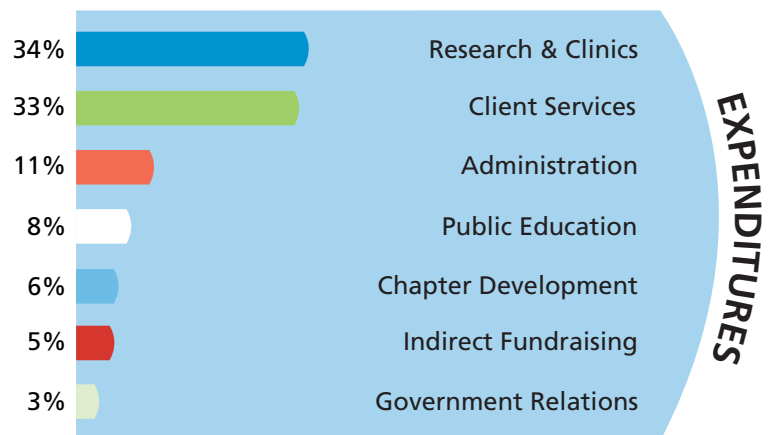 34% Research & Clinics
33% Client Services
11% Administration
8% Public Education
6% Chapter Development
5% Indirect Fundraising
3% Government Relations
EXPENDITURES